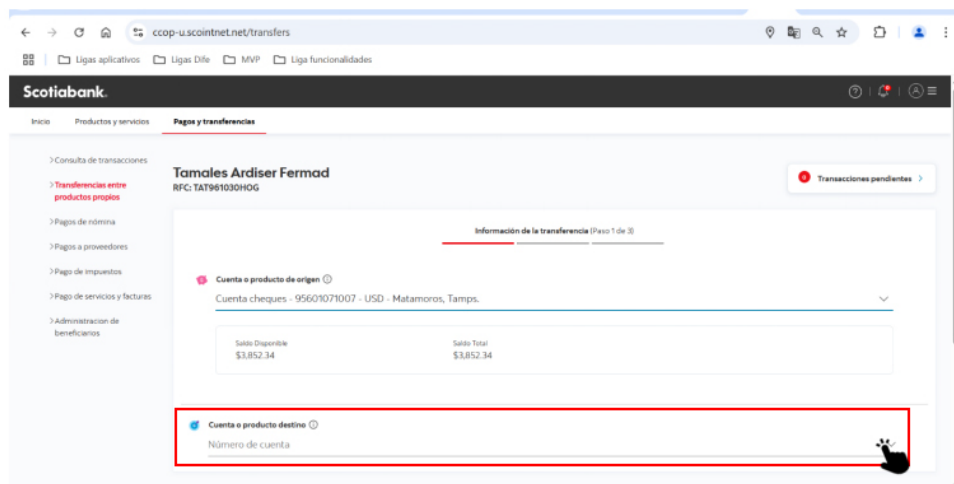 ccop-u.scointnet.net/transfers
Ligas aplicativos Ligas Dife MVP Liga funcionalidades
Scotiabank.
Inicio Productos y servicios Pagos y transferencias
Consulta de transacciones
Transferencias entre
productos propios
Pagos de nómina
Pagos a proveedores
Pago de impuestos
Pago de servicios y facturas
Administracion de
beneficiarios
Tamales Ardiser Fermad
RFC: TAT961030HOG
Transacciones pendientes
Información de la transferencia (Paso 1 de 3)
Cuenta o producto de origen
Cuenta cheques - 95601071007 - USD - Matamoros, Tamps.
Saldo Disponible Saldo Total
$3,852.34 $3,852.34
Cuenta o producto destino
Número de cuenta